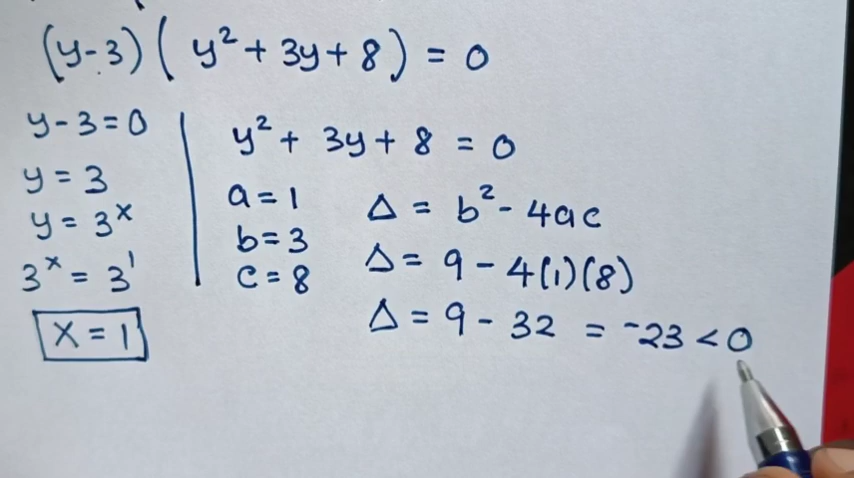 (y-3)(y²+3y+8)=0
y-3=0
y=3
y=3ˣ
3ˣ=3¹
x=1
y²+3y+8=0
a=1
b=3
c=8
Δ=b²-4ac
Δ=9-4(1)(8)
Δ=9-32=⁻23<0